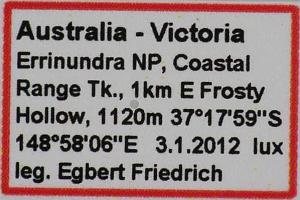 Australia - Victoria
Errinundra NP, Coastal
Range Tk., 1km E Frosty
Hollow, 1120m 37°17'59"S
148°58'06"E 3.1.2012 lux
leg. Egbert Friedrich